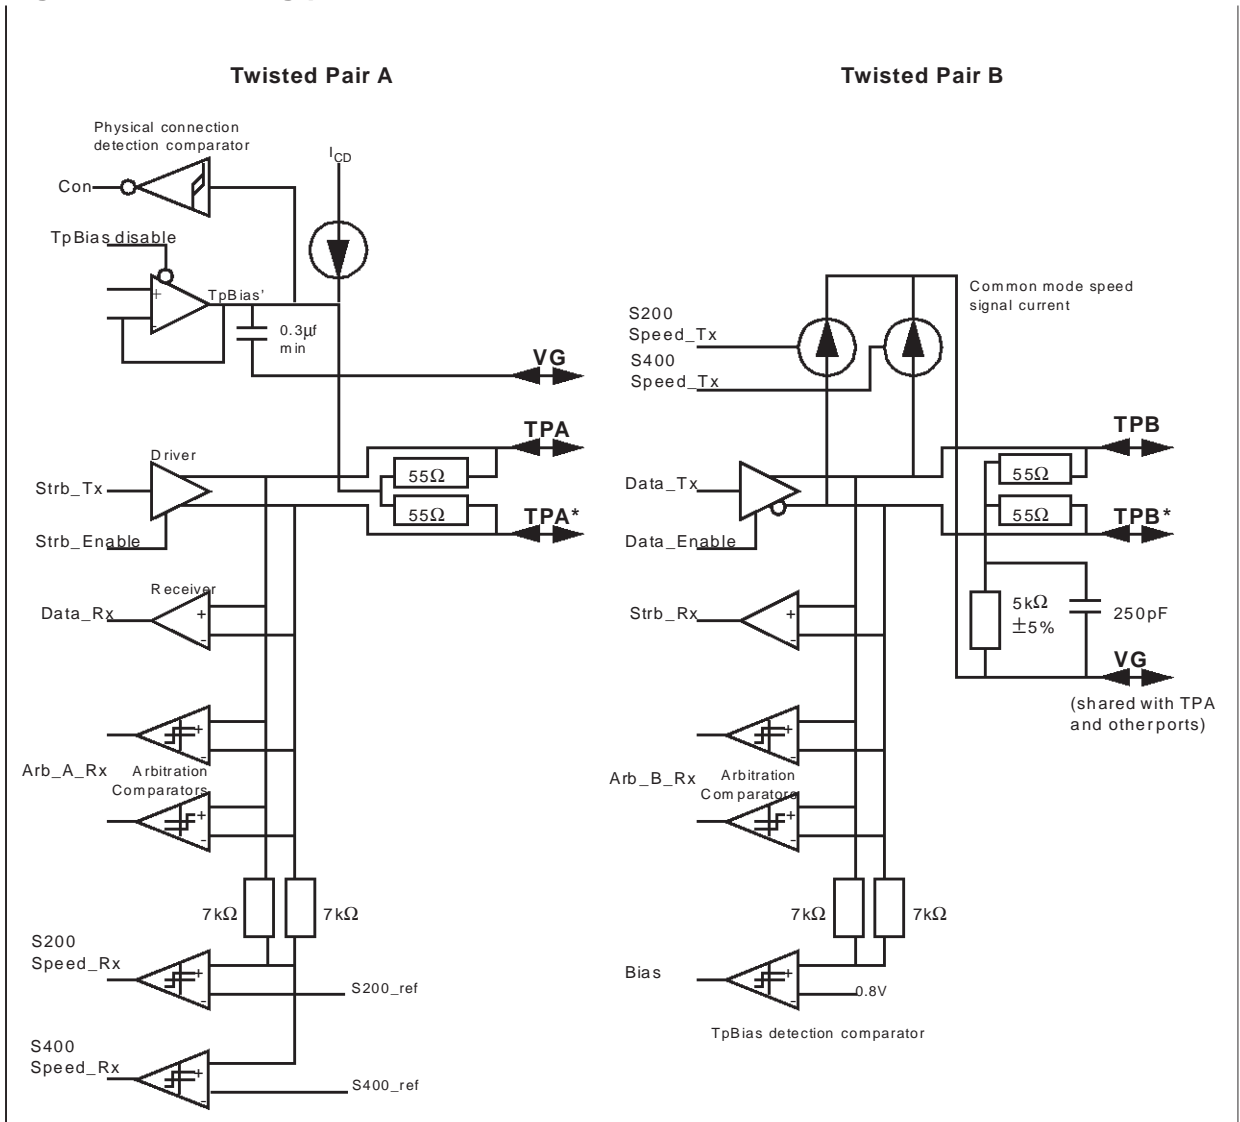 Twisted Pair A
Physical connection
detection comparator
I_CD
Con
TpBias disable
+
-
TpBias'
0.3µf
min
VG
TPA
Driver
55Ω
Strb_Tx
55Ω
TPA*
Strb_Enable
Receiver
Data_Rx
+
-
+
-
Arb_A_Rx
Arbitration
Comparators
+
-
7kΩ
7kΩ
S200
Speed_Rx
+
-
S200_ref
S400
Speed_Rx
+
-
S400_ref
Twisted Pair B
Common mode speed
signal current
S200
Speed_Tx
S400
Speed_Tx
TPB
55Ω
Data_Tx
55Ω
TPB*
Data_Enable
Strb_Rx
+
-
5kΩ
±5%
250pF
VG
(shared with TPA
and other ports)
+
-
Arb_B_Rx
Arbitration
Comparators
+
-
7kΩ
7kΩ
Bias
+
-
0.8V
TpBias detection comparator